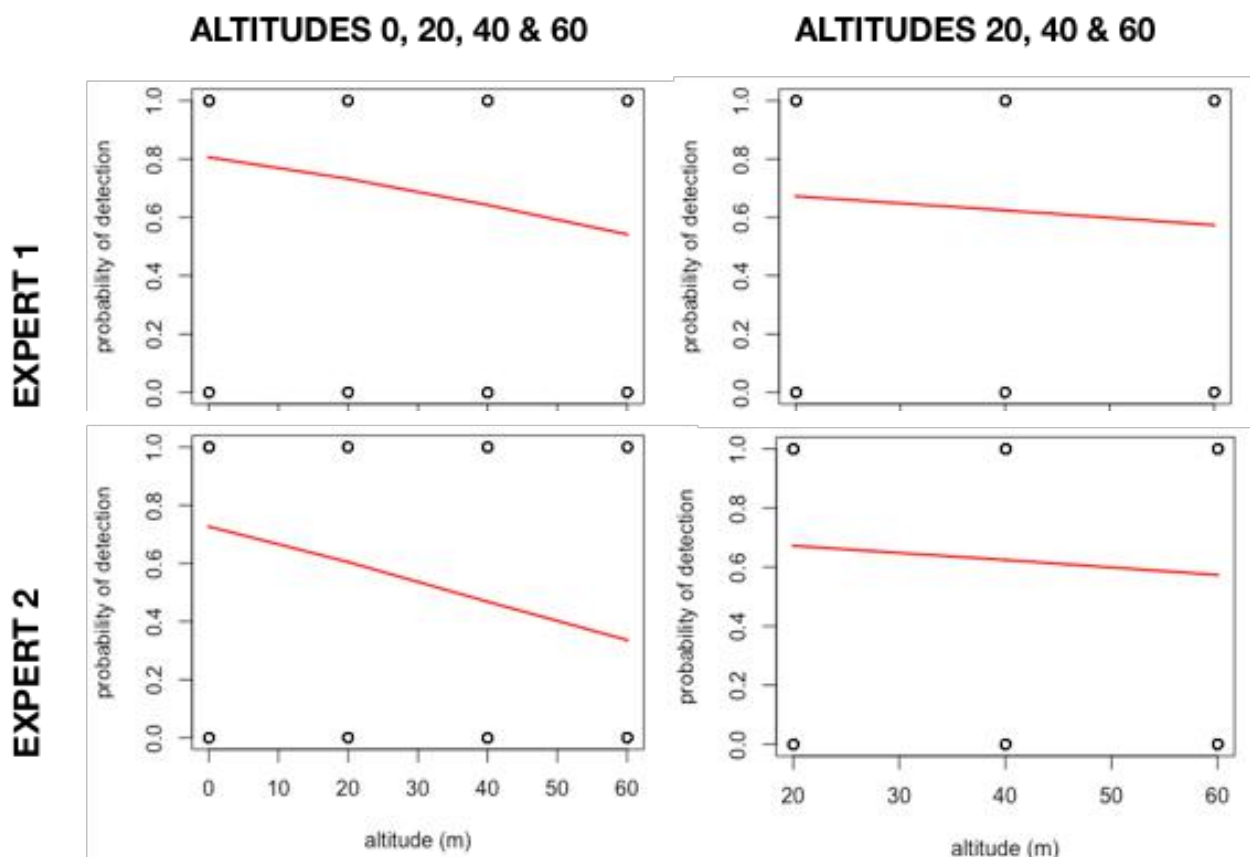 ALTITUDES 0, 20, 40 & 60
ALTITUDES 20, 40 & 60
EXPERT 1
probability of detection
1.0
0.8
0.6
0.4
0.2
0.0
probability of detection
1.0
0.8
0.6
0.4
0.2
0.0
EXPERT 2
probability of detection
1.0
0.8
0.6
0.4
0.2
0.0
0 10 20 30 40 50 60
altitude (m)
probability of detection
1.0
0.8
0.6
0.4
0.2
0.0
20 30 40 50 60
altitude (m)